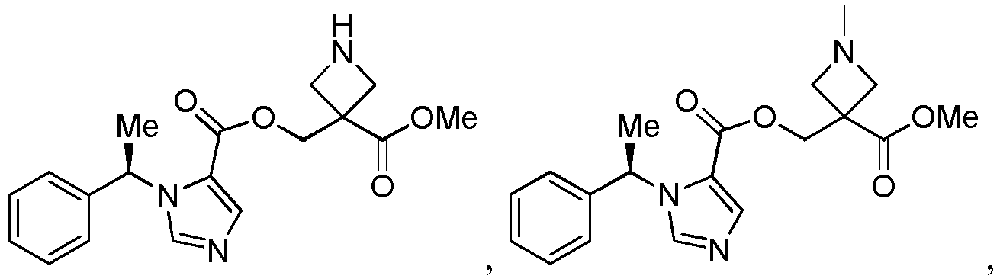 H
N N
O O
Me O OMe Me O OMe
N O N O
N , N ,